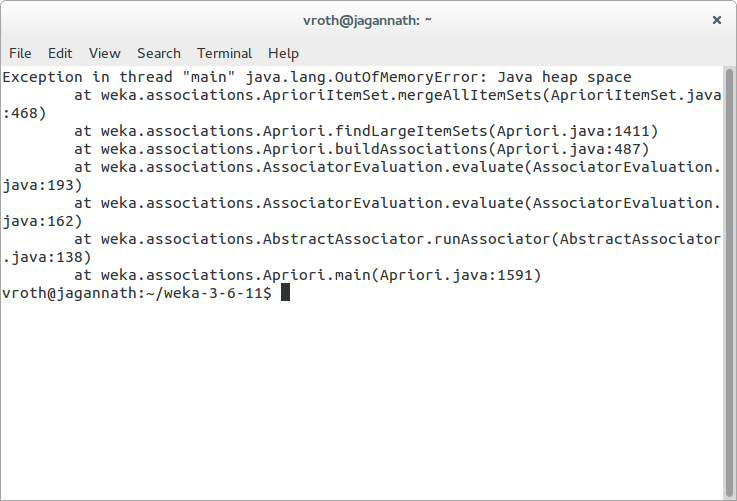 vroth@jagannath: ~
File Edit View Search Terminal Help
Exception in thread "main" java.lang.OutOfMemoryError: Java heap space
        at weka.associations.AprioriItemSet.mergeAllItemSets(AprioriItemSet.java
:468)
        at weka.associations.Apriori.findLargeItemSets(Apriori.java:1411)
        at weka.associations.Apriori.buildAssociations(Apriori.java:487)
        at weka.associations.AssociatorEvaluation.evaluate(AssociatorEvaluation.
java:193)
        at weka.associations.AssociatorEvaluation.evaluate(AssociatorEvaluation.
java:162)
        at weka.associations.AbstractAssociator.runAssociator(AbstractAssociator
.java:138)
        at weka.associations.Apriori.main(Apriori.java:1591)
vroth@jagannath:~/weka-3-6-11$